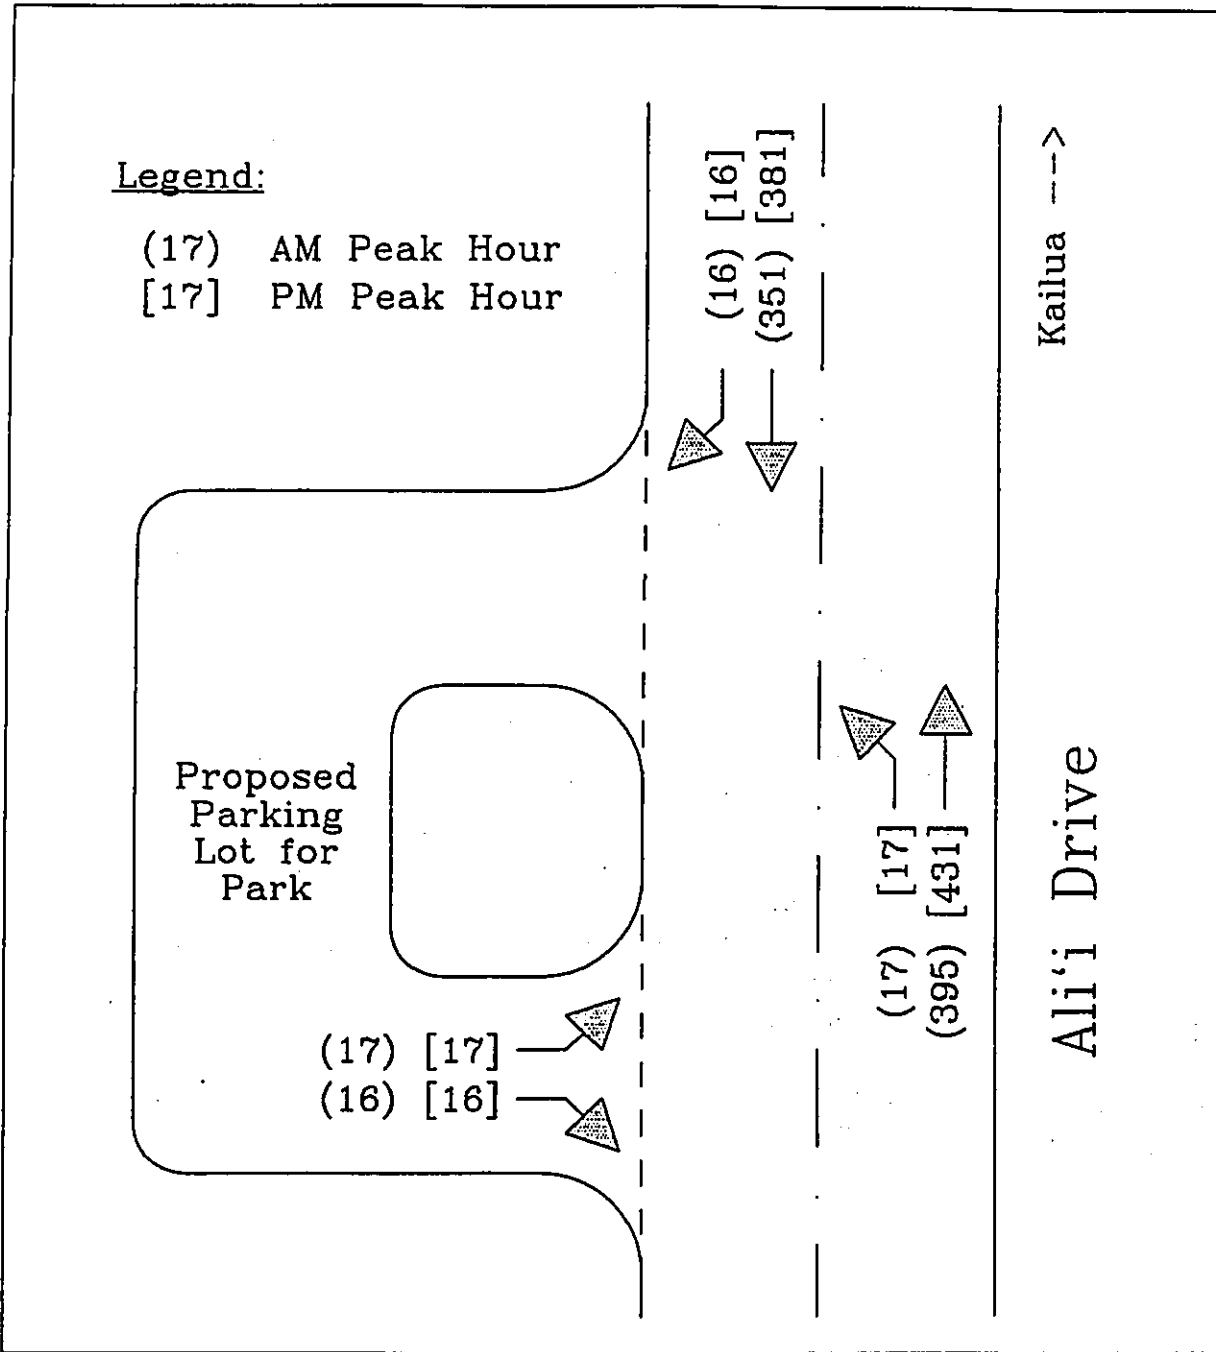 Legend:
(17) AM Peak Hour
[17] PM Peak Hour
(16) [16]
(351) [381]
Kailua -->
Proposed
Parking
Lot for
Park
(17) [17]
(395) [431]
(17) [17]
(16) [16]
Ali‘i Drive